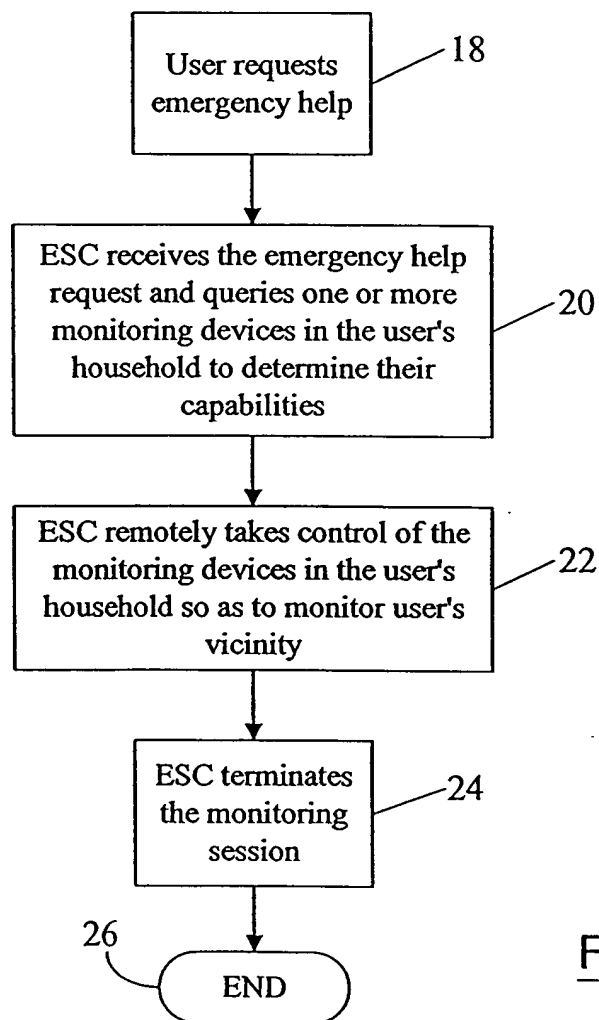 User requests
emergency help
18
ESC receives the emergency help
request and queries one or more
monitoring devices in the user's
household to determine their
capabilities
20
ESC remotely takes control of the
monitoring devices in the user's
household so as to monitor user's
vicinity
22
ESC terminates
the monitoring
session
24
26
END
F